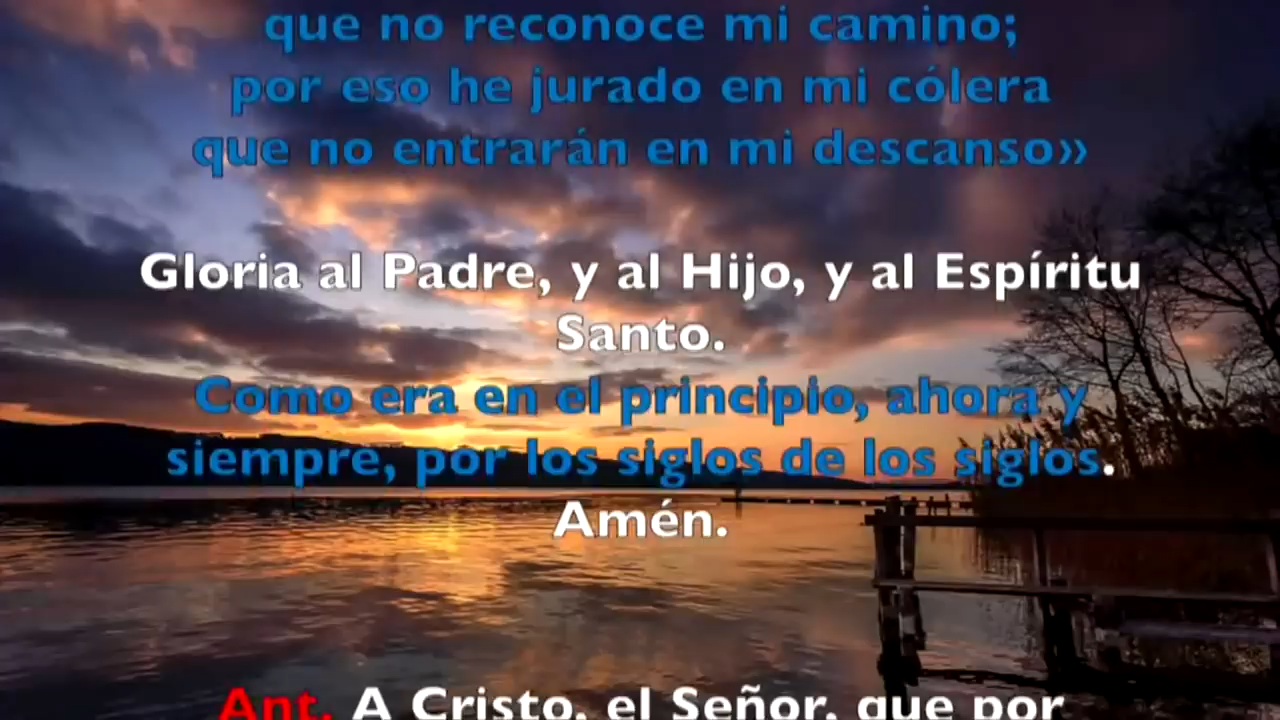 que no reconoce mi camino;
por eso he jurado en mi cólera
que no entrarán en mi descanso»
Gloria al Padre, y al Hijo, y al Espíritu
Santo.
Como era en el principio, ahora y
siempre, por los siglos de los siglos.
Amén.
Ant. A Cristo, el Señor, que por